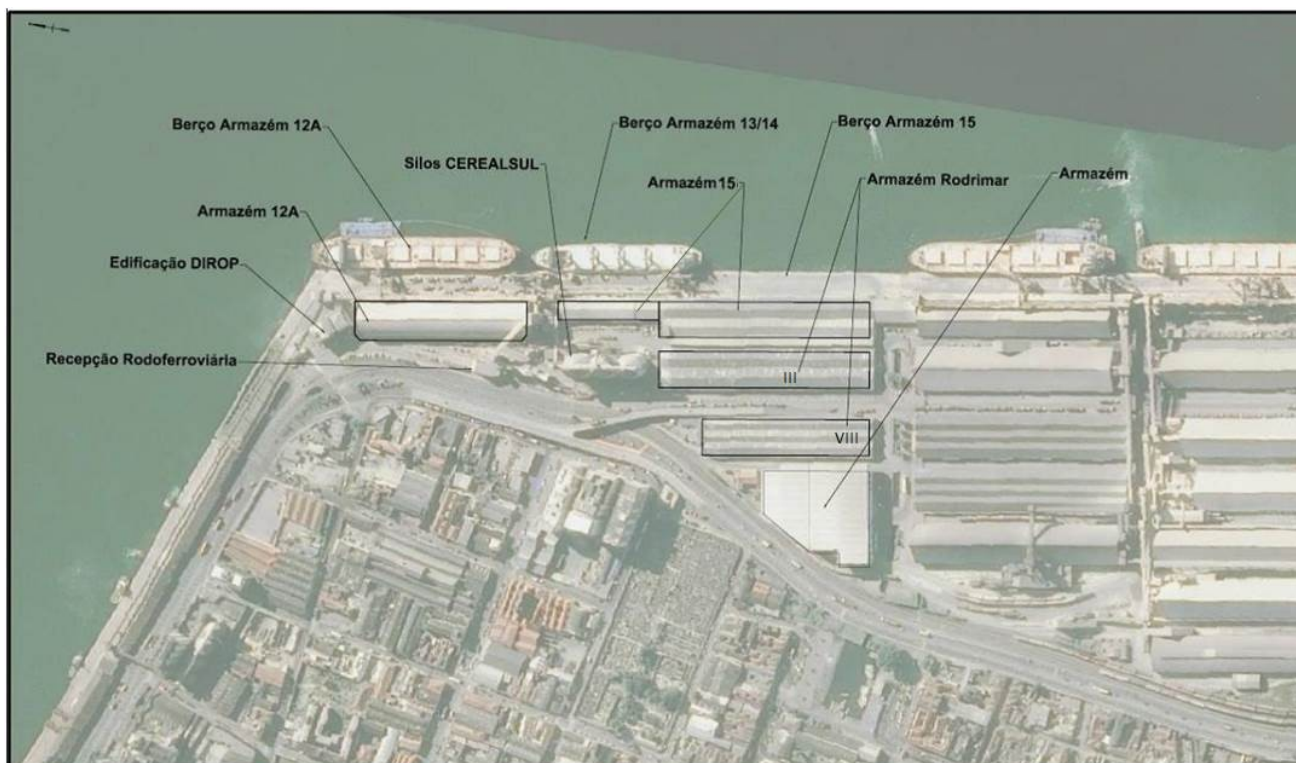 Berço Armazém 12A
Berço Armazém 13/14
Berço Armazém 15
Silos CEREALSUL
Armazém15
Armazém Rodrimar
Armazém
Armazém 12A
Edificação DIROP
Recepção Rodoferroviária
III
VIII